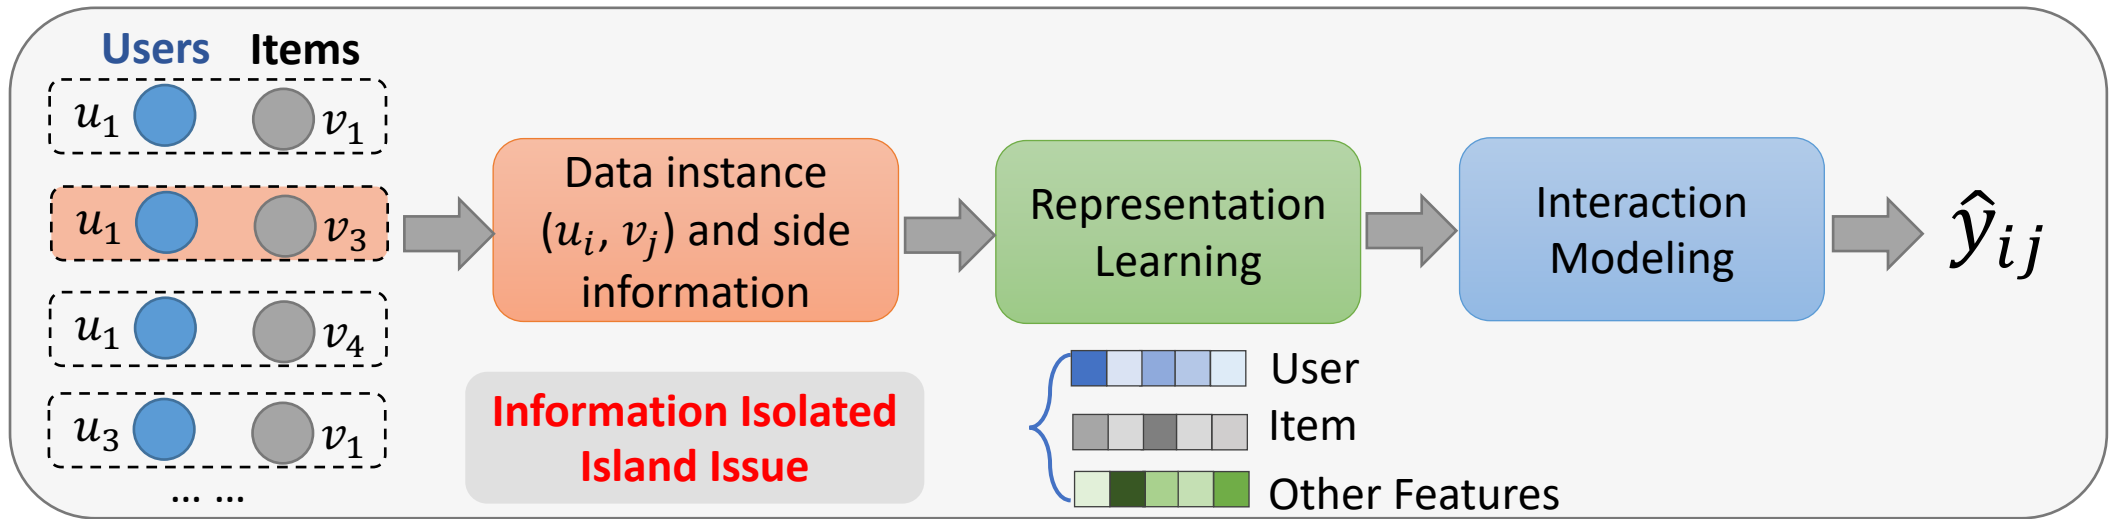 Users Items
u₁ v₁
u₁ v₃
u₁ v₄
u₃ v₁
... ...
Data instance
(uᵢ, vⱼ) and side
information
Information Isolated
Island Issue
Representation
Learning
User
Item
Other Features
Interaction
Modeling
ŷᵢⱼ